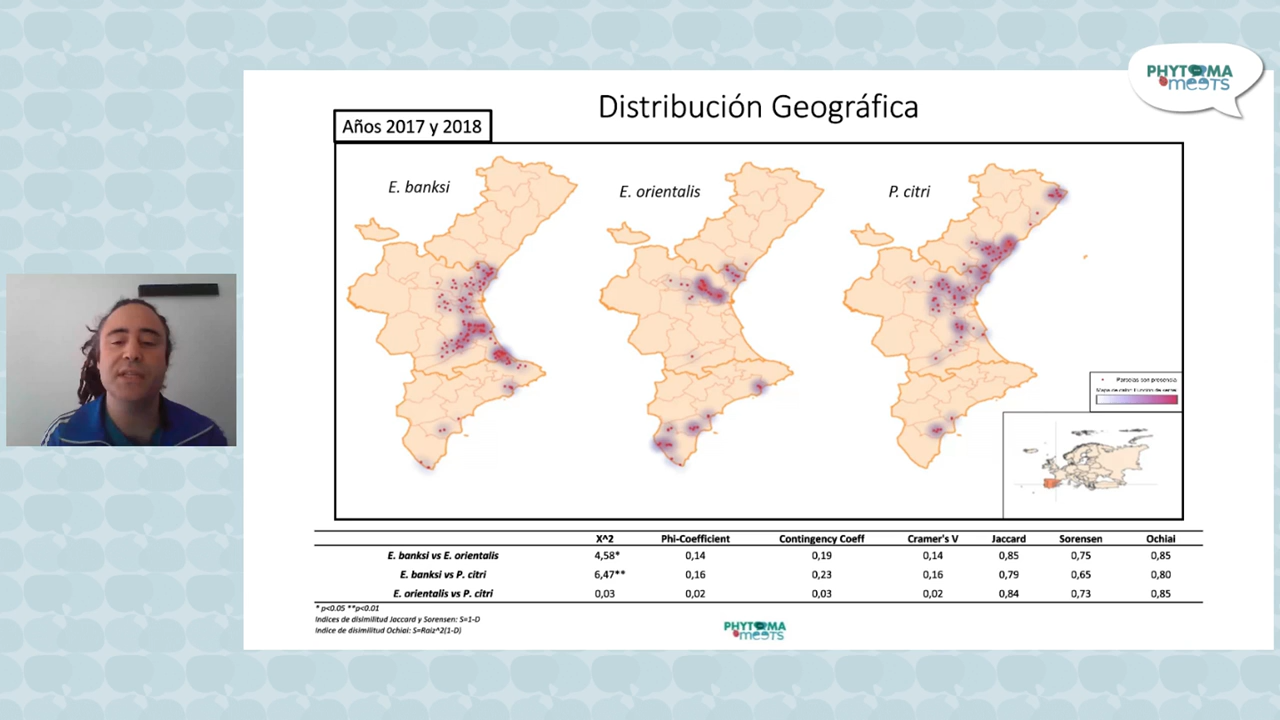 PHYTOMA
meets
Distribución Geográfica
Años 2017 y 2018
E. banksi
E. orientalis
P. citri
Parcelas con presencia
X^2 Phi-Coefficient Contingency Coeff Cramer's V Jaccard Sorensen Ochiai
E. banksi vs E. orientalis 4,58* 0,14 0,19 0,14 0,85 0,75 0,85
E. banksi vs P. citri 6,47** 0,16 0,23 0,16 0,79 0,65 0,80
E. orientalis vs P. citri 0,03 0,02 0,03 0,02 0,84 0,73 0,85
* p<0.05 **p<0.01
Indices de disimilitud Jaccard y Sorensen: S=1-D
Indice de disimilitud Ochiai: S=Raiz^2(1-D)
PHYTOMA
meets